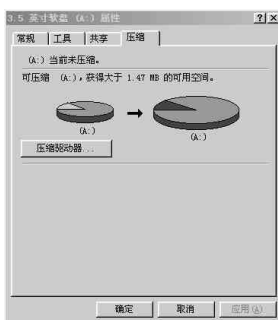 3.5 英寸软盘 (A:) 属性
常规 工具 共享 压缩
(A:) 当前未压缩。
可压缩 (A:)，获得大于 1.47 MB 的可用空间。
(A:) (A:)
压缩驱动器...
确定 取消 应用(A)